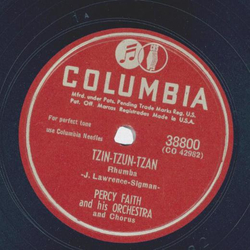 COLUMBIA
Mfrd. under Pats. Pending Trade Marks Reg. U.S.
Pat. Off. Marcas Registradas Made in U.S.A.
For perfect tone
use Columbia Needles
38800
(CO 42982)
TZIN-TZUN-TZAN
Rhumba
-J. Lawrence-Sigman-
PERCY FAITH
and his ORCHESTRA
and Chorus